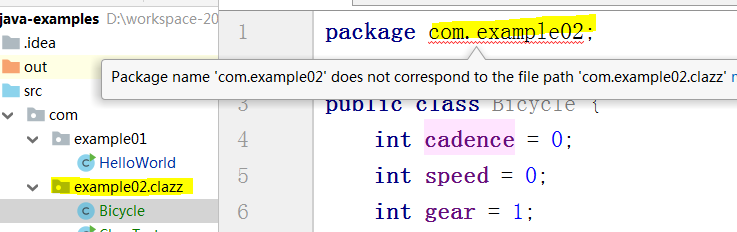 java-examples D:\workspace-20
.idea
out
src
com
example01
HelloWorld
example02.clazz
Bicycle
1 package com.example02;
Package name 'com.example02' does not correspond to the file path 'com.example02.clazz'
3 public class Bicycle {
4 int cadence = 0;
5 int speed = 0;
6 int gear = 1;